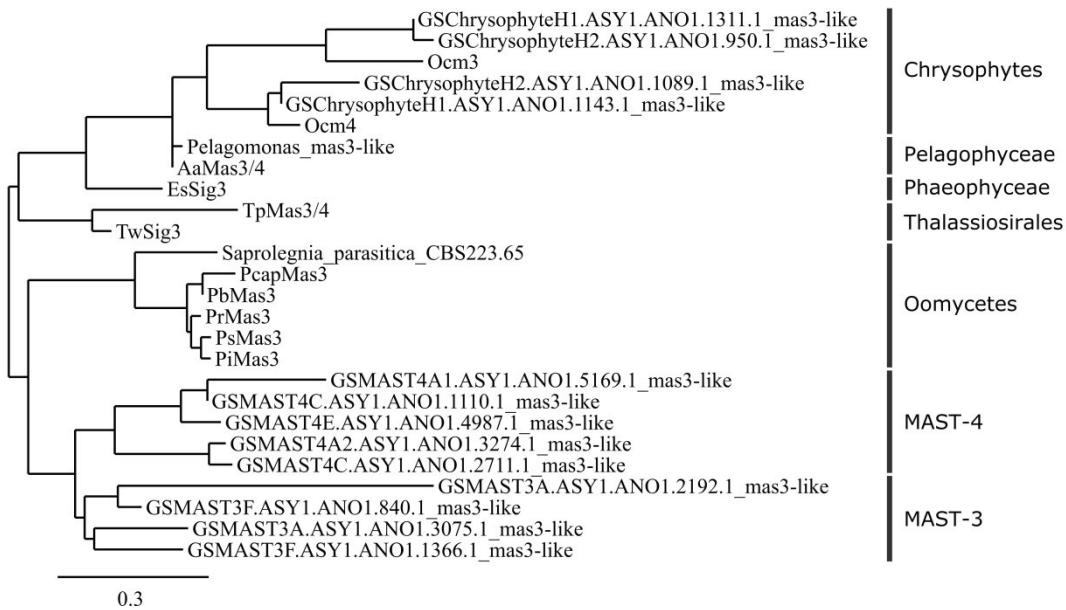 GSChrysophyteH1.ASY1.ANO1.1311.1_mas3-like
GSChrysophyteH2.ASY1.ANO1.950.1_mas3-like
Ocm3
GSChrysophyteH2.ASY1.ANO1.1089.1_mas3-like
GSChrysophyteH1.ASY1.ANO1.1143.1_mas3-like
Ocm4
Chrysophytes
Pelagomonas_mas3-like
AaMas3/4
Pelagophyceae
EsSig3
Phaeophyceae
TpMas3/4
TwSig3
Thalassiosirales
Saprolegnia_parasitica_CBS223.65
PcapMas3
PbMas3
PrMas3
PsMas3
PiMas3
Oomycetes
GSMAST4A1.ASY1.ANO1.5169.1_mas3-like
GSMAST4C.ASY1.ANO1.1110.1_mas3-like
GSMAST4E.ASY1.ANO1.4987.1_mas3-like
GSMAST4A2.ASY1.ANO1.3274.1_mas3-like
GSMAST4C.ASY1.ANO1.2711.1_mas3-like
MAST-4
GSMAST3A.ASY1.ANO1.2192.1_mas3-like
GSMAST3F.ASY1.ANO1.840.1_mas3-like
GSMAST3A.ASY1.ANO1.3075.1_mas3-like
GSMAST3F.ASY1.ANO1.1366.1_mas3-like
MAST-3
0.3